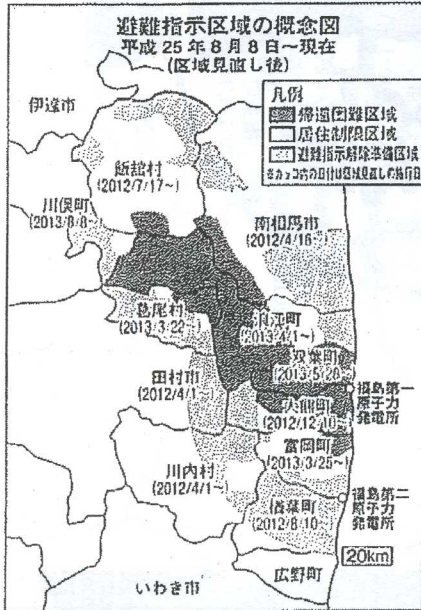 避難指示区域の概念図
平成25年8月8日～現在
(区域見直し後)
凡例
帰還困難区域
居住制限区域
避難指示解除準備区域
※カッコ内の日付は区域見直しの施行日
伊達市
飯舘村
(2012/7/17～)
川俣町
(2013/8/8～)
南相馬市
(2012/4/16～)
葛尾村
(2013/3/22～)
浪江町
(2013/4/1～)
双葉町
(2013/5/28
田村市
(2012/4/1～)
大熊町
(2012/12/10～)
福島第一
原子力
発電所
富岡町
(2013/3/25～)
川内村
(2012/4/1～)
楢葉町
(2012/8/10～)
福島第二
原子力
発電所
20km
広野町
いわき市